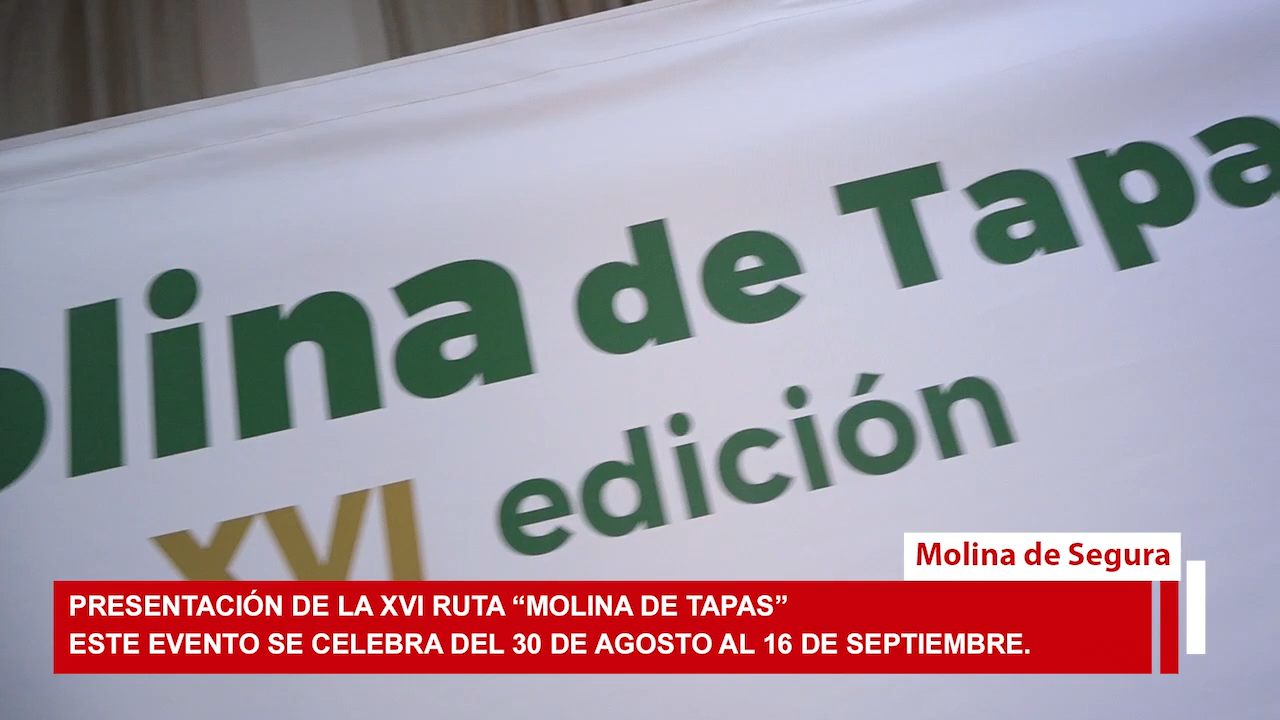 olina de Tapa
XVI edición
Molina de Segura
PRESENTACIÓN DE LA XVI RUTA “MOLINA DE TAPAS”
ESTE EVENTO SE CELEBRA DEL 30 DE AGOSTO AL 16 DE SEPTIEMBRE.